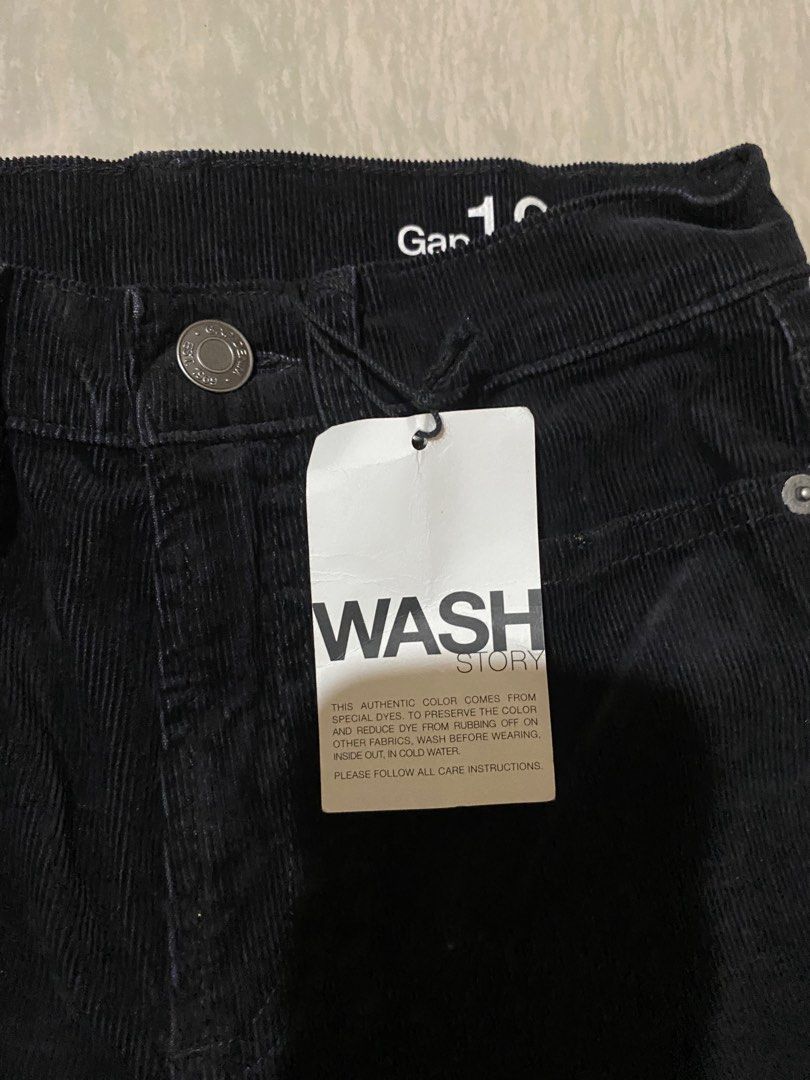 Gap
WASH
STORY
THIS AUTHENTIC COLOR COMES FROM
SPECIAL DYES. TO PRESERVE THE COLOR
AND REDUCE DYE FROM RUBBING OFF ON
OTHER FABRICS, WASH BEFORE WEARING,
INSIDE OUT, IN COLD WATER.
PLEASE FOLLOW ALL CARE INSTRUCTIONS.